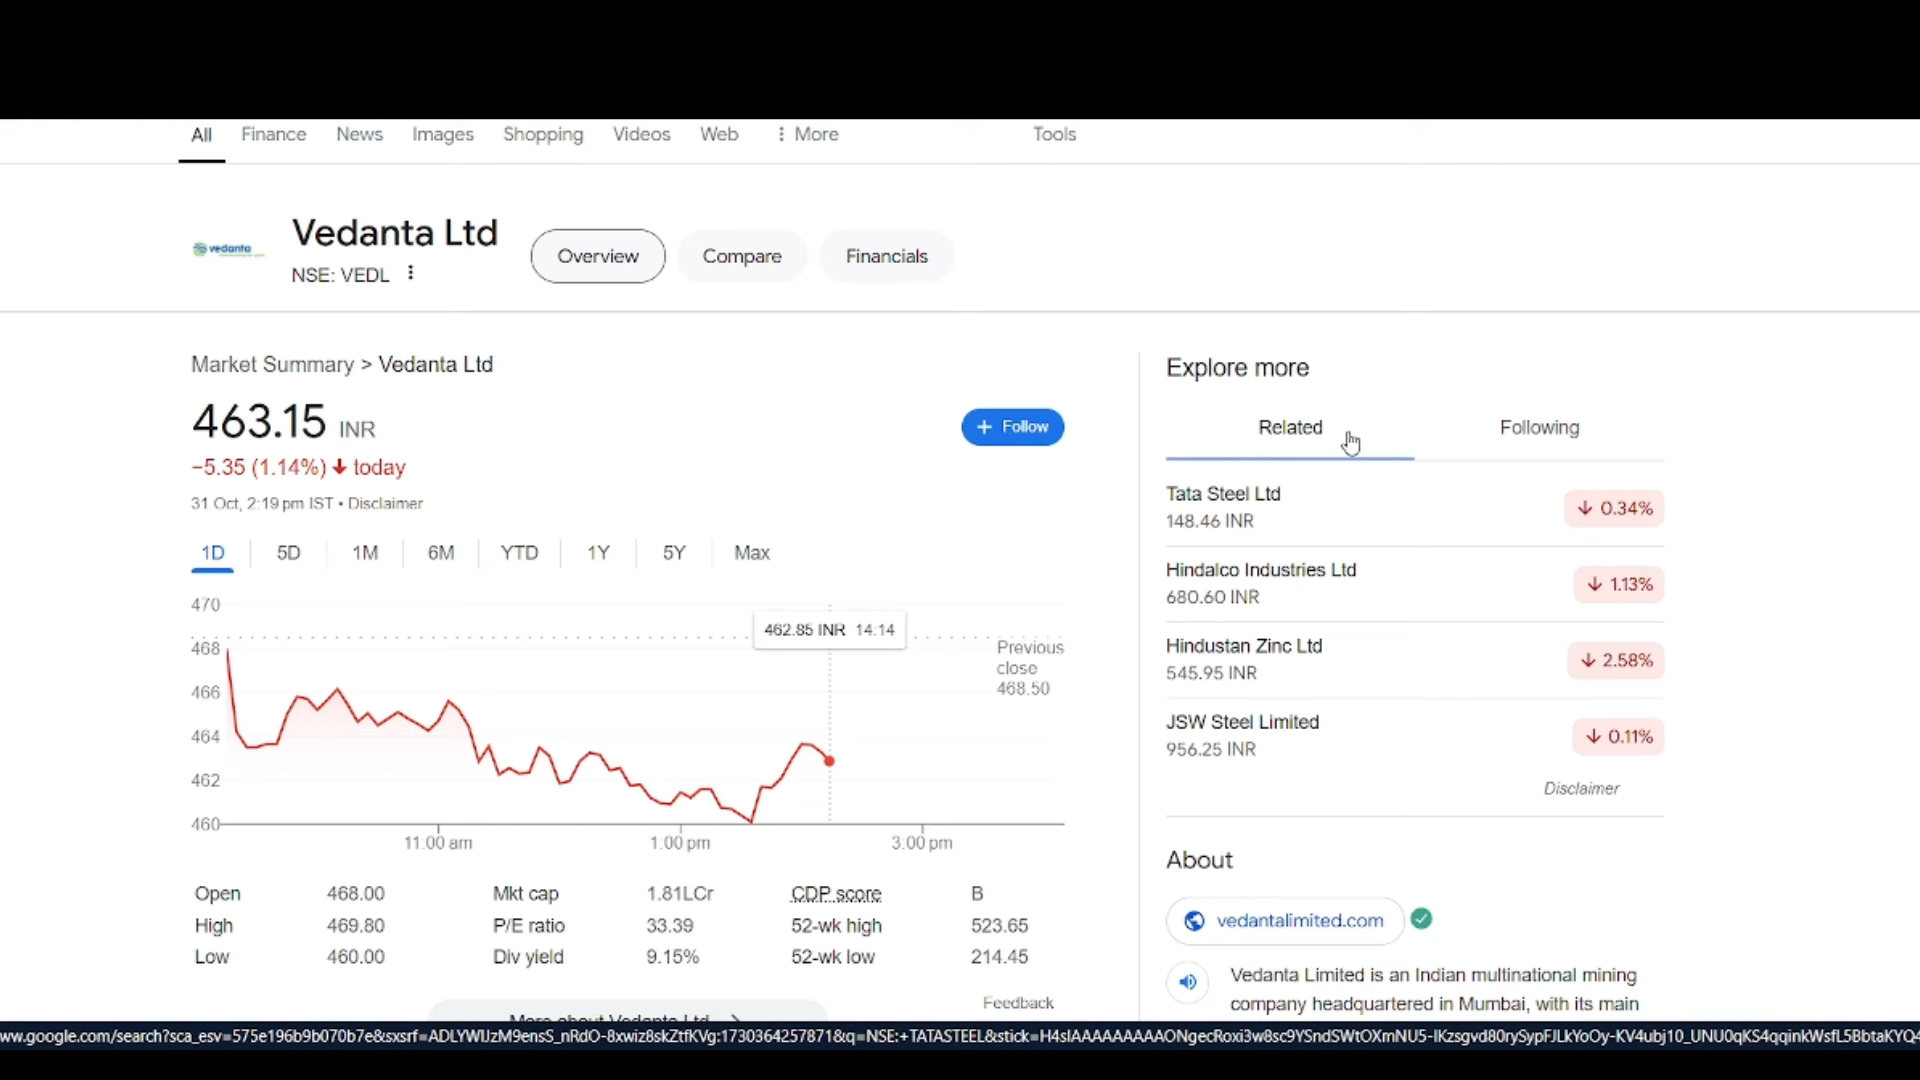 All Finance News Images Shopping Videos Web ⋮ More Tools
vedanta
Vedanta Ltd
NSE: VEDL ⋮
Overview Compare Financials
Market Summary > Vedanta Ltd
463.15 INR
−5.35 (1.14%) ↓ today
31 Oct, 2:19 pm IST • Disclaimer
+ Follow
1D 5D 1M 6M YTD 1Y 5Y Max
470
468
466
464
462
460
462.85 INR 14:14
Previous
close
468.50
11:00 am 1:00 pm 3:00 pm
Open 468.00 Mkt cap 1.81LCr CDP score B
High 469.80 P/E ratio 33.39 52-wk high 523.65
Low 460.00 Div yield 9.15% 52-wk low 214.45
Feedback
More about Vedanta Ltd >
Explore more
Related Following
Tata Steel Ltd
148.46 INR
↓ 0.34%
Hindalco Industries Ltd
680.60 INR
↓ 1.13%
Hindustan Zinc Ltd
545.95 INR
↓ 2.58%
JSW Steel Limited
956.25 INR
↓ 0.11%
Disclaimer
About
vedantalimited.com
Vedanta Limited is an Indian multinational mining
company headquartered in Mumbai, with its main